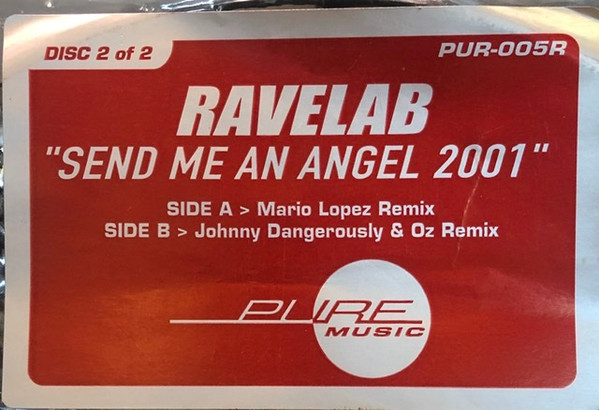 DISC 2 of 2
PUR-005R
RAVELAB
"SEND ME AN ANGEL 2001"
SIDE A > Mario Lopez Remix
SIDE B > Johnny Dangerously & Oz Remix
PURE
MUSIC